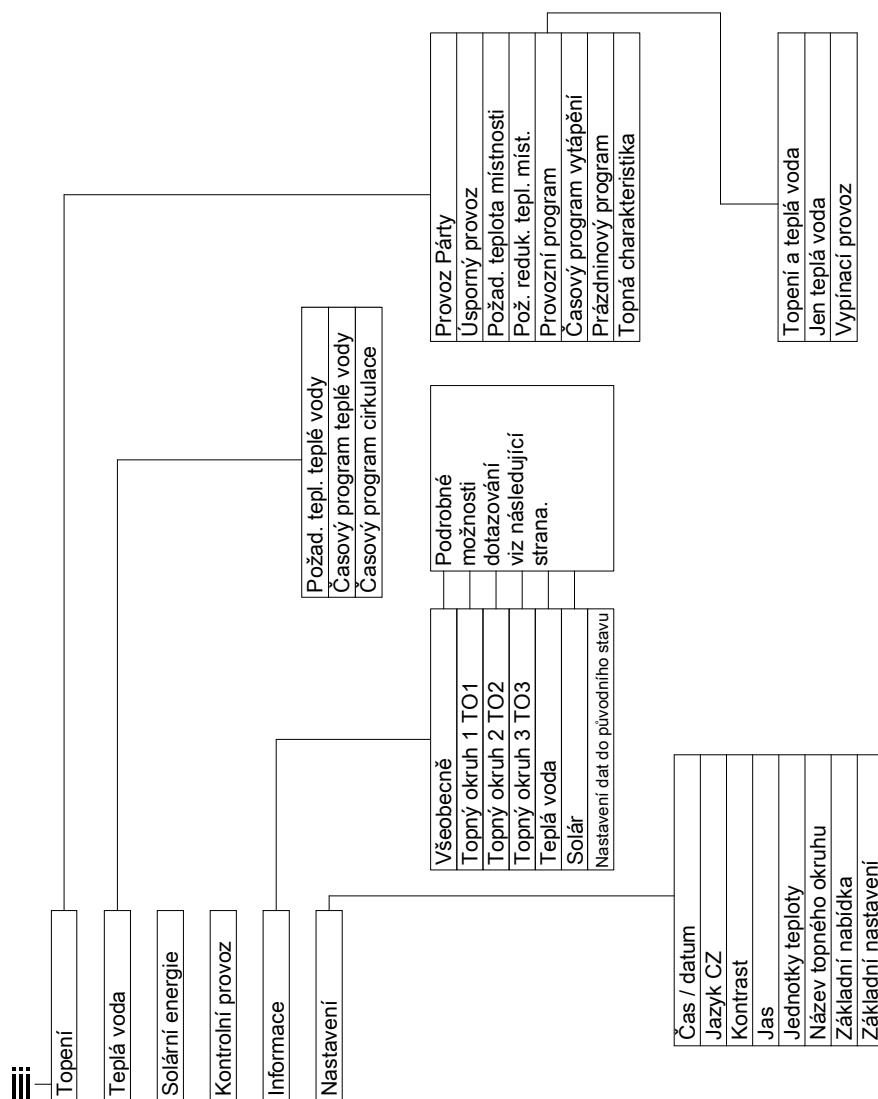 Topení
Teplá voda
Solární energie
Kontrolní provoz
Informace
Nastavení
Provoz Párty
Úsporný provoz
Požad. teplota místnosti
Pož. reduk. tepl. míst.
Provozní program
Časový program vytápění
Prázdninový program
Topná charakteristika
Topení a teplá voda
Jen teplá voda
Vypínací provoz
Požad. tepl. teplé vody
Časový program teplé vody
Časový program cirkulace
Všeobecně
Topný okruh 1 TO1
Topný okruh 2 TO2
Topný okruh 3 TO3
Teplá voda
Solár
Nastavení dat do původního stavu
Podrobné
možnosti
dotazování
viz následující
strana.
Čas / datum
Jazyk CZ
Kontrast
Jas
Jednotky teploty
Název topného okruhu
Základní nabídka
Základní nastavení